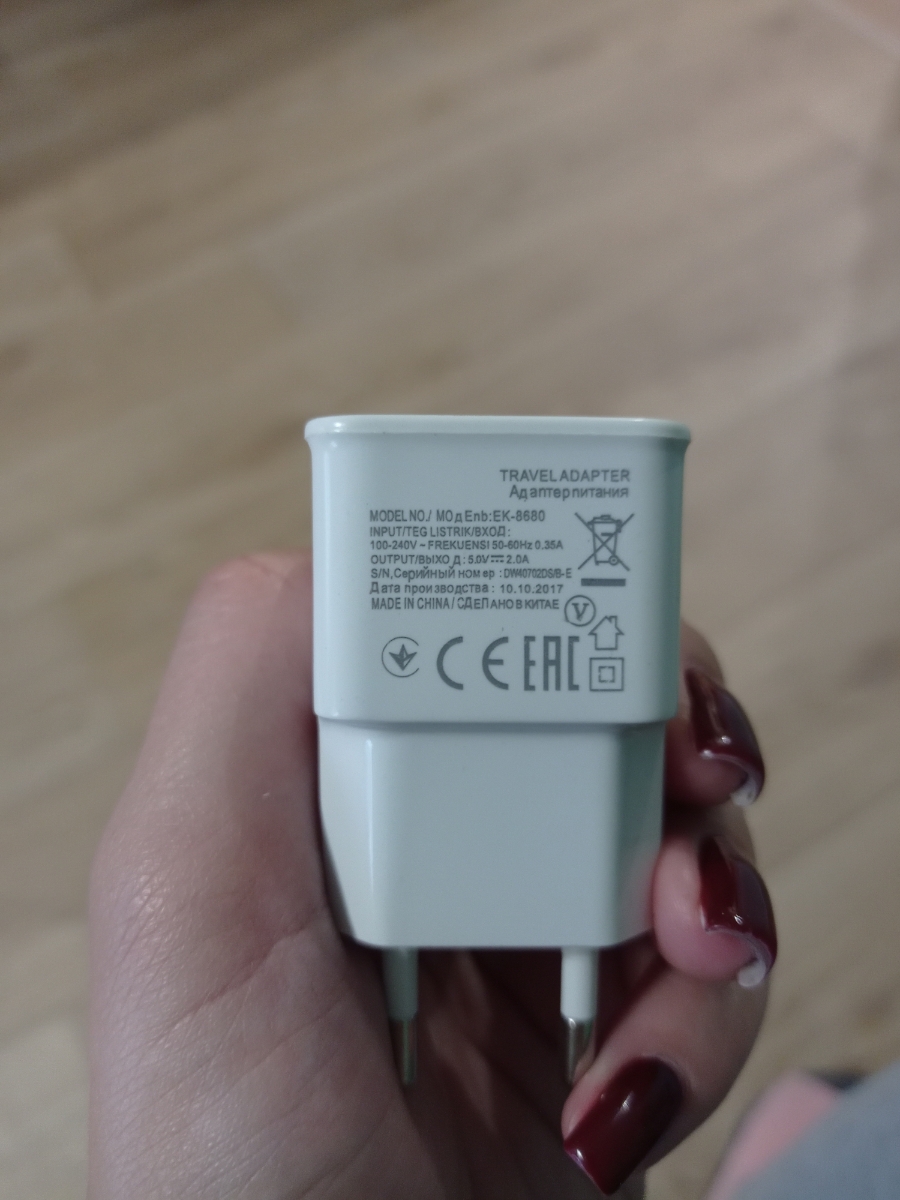 TRAVEL ADAPTER
Адаптер питания
MODEL NO./ МОдЕпb:EK-8680
INPUT/TEG LISTRIK/ВХОД:
100-240V ~ FREKUENSI 50-60Hz 0.35A
OUTPUT/ВЫХО Д: 5.0V⎓2.0A
S/N,Серийный номер :DW40702DS/B-E
Дата производства : 10.10.2017
MADE IN CHINA / СДЕЛАНО В КИТАЕ
V
CE EAC